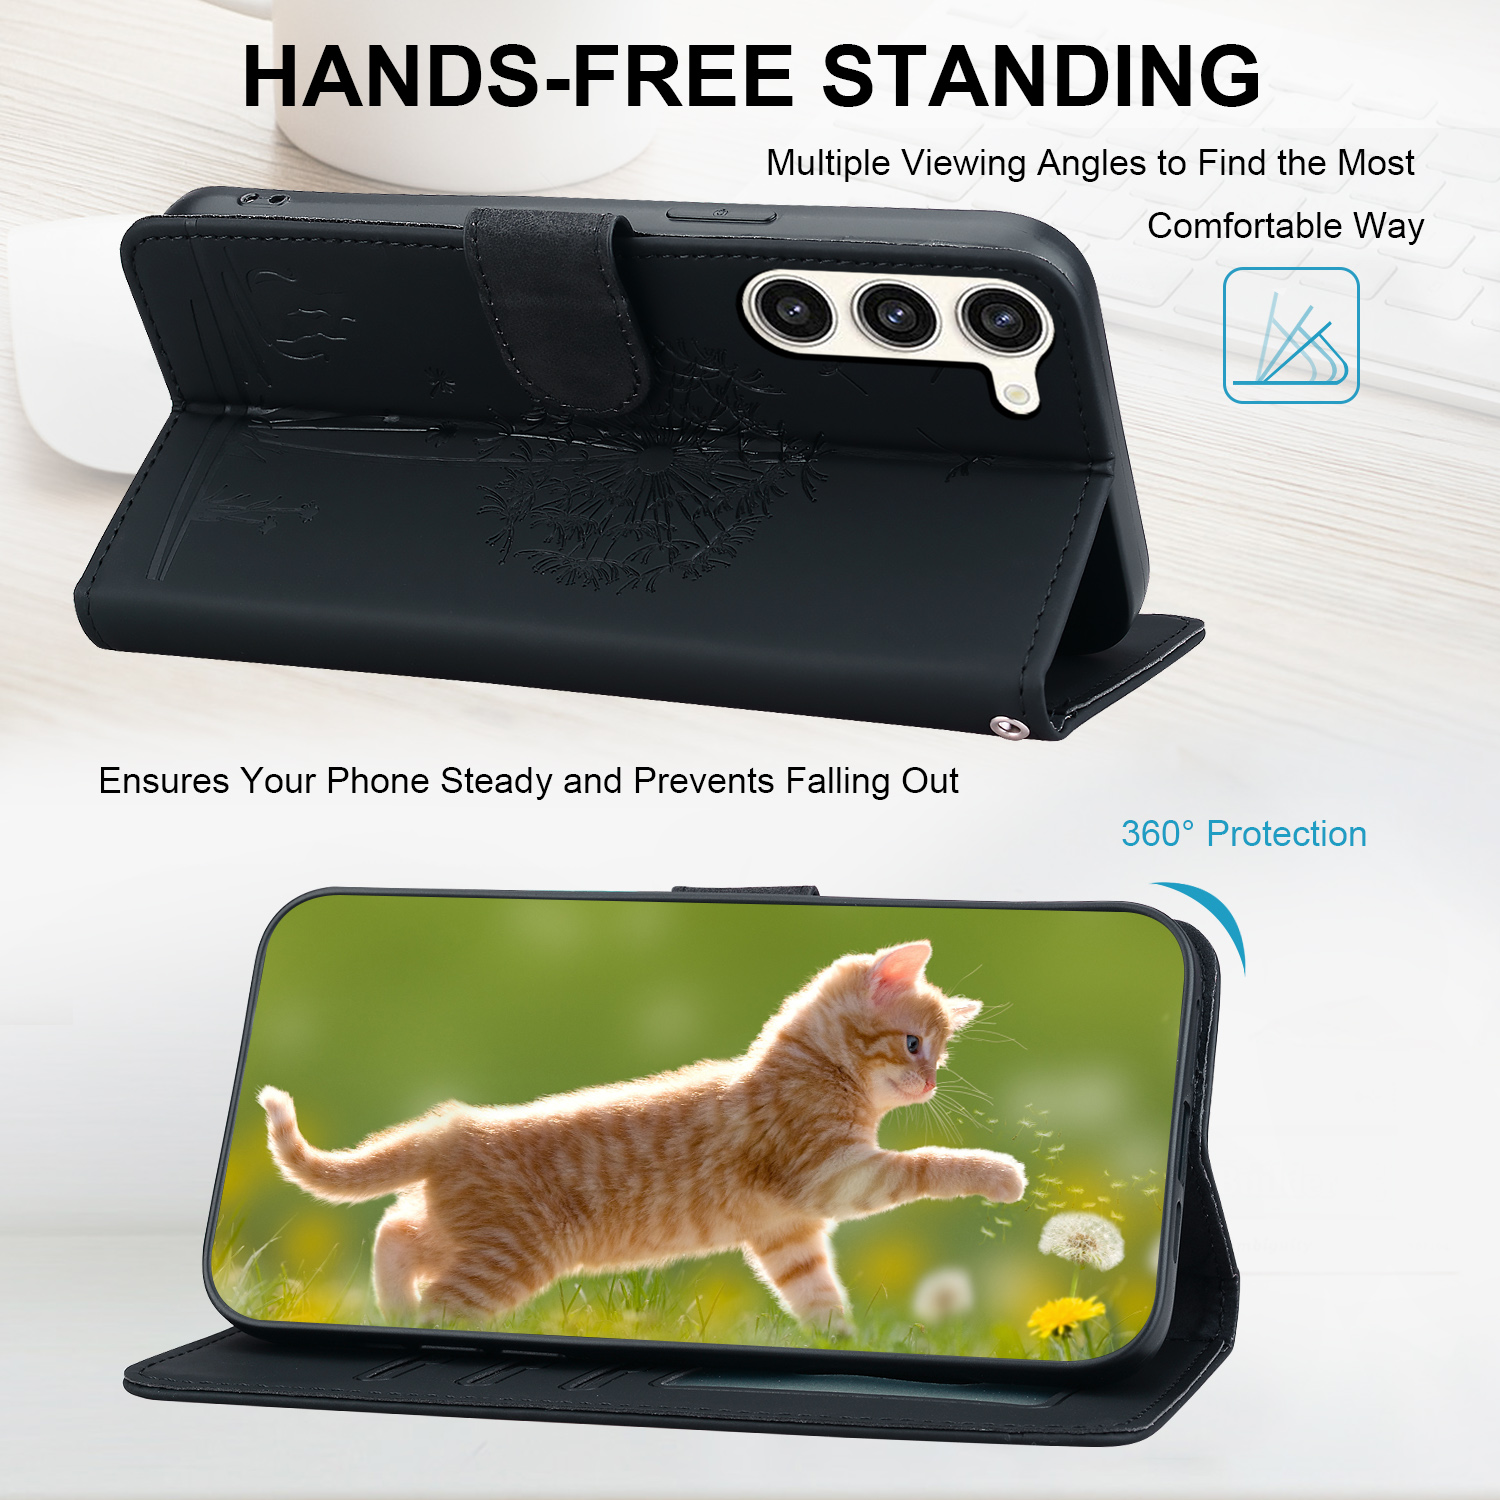 HANDS-FREE STANDING
Multiple Viewing Angles to Find the Most
Comfortable Way
Ensures Your Phone Steady and Prevents Falling Out
360° Protection